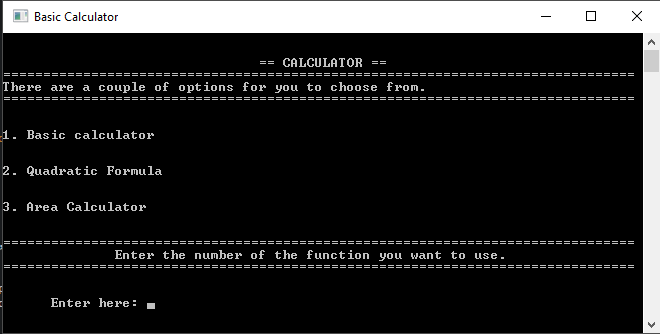 Basic Calculator
== CALCULATOR ==
===============================================================================
There are a couple of options for you to choose from.
===============================================================================
1. Basic calculator
2. Quadratic Formula
3. Area Calculator
===============================================================================
Enter the number of the function you want to use.
===============================================================================
Enter here: